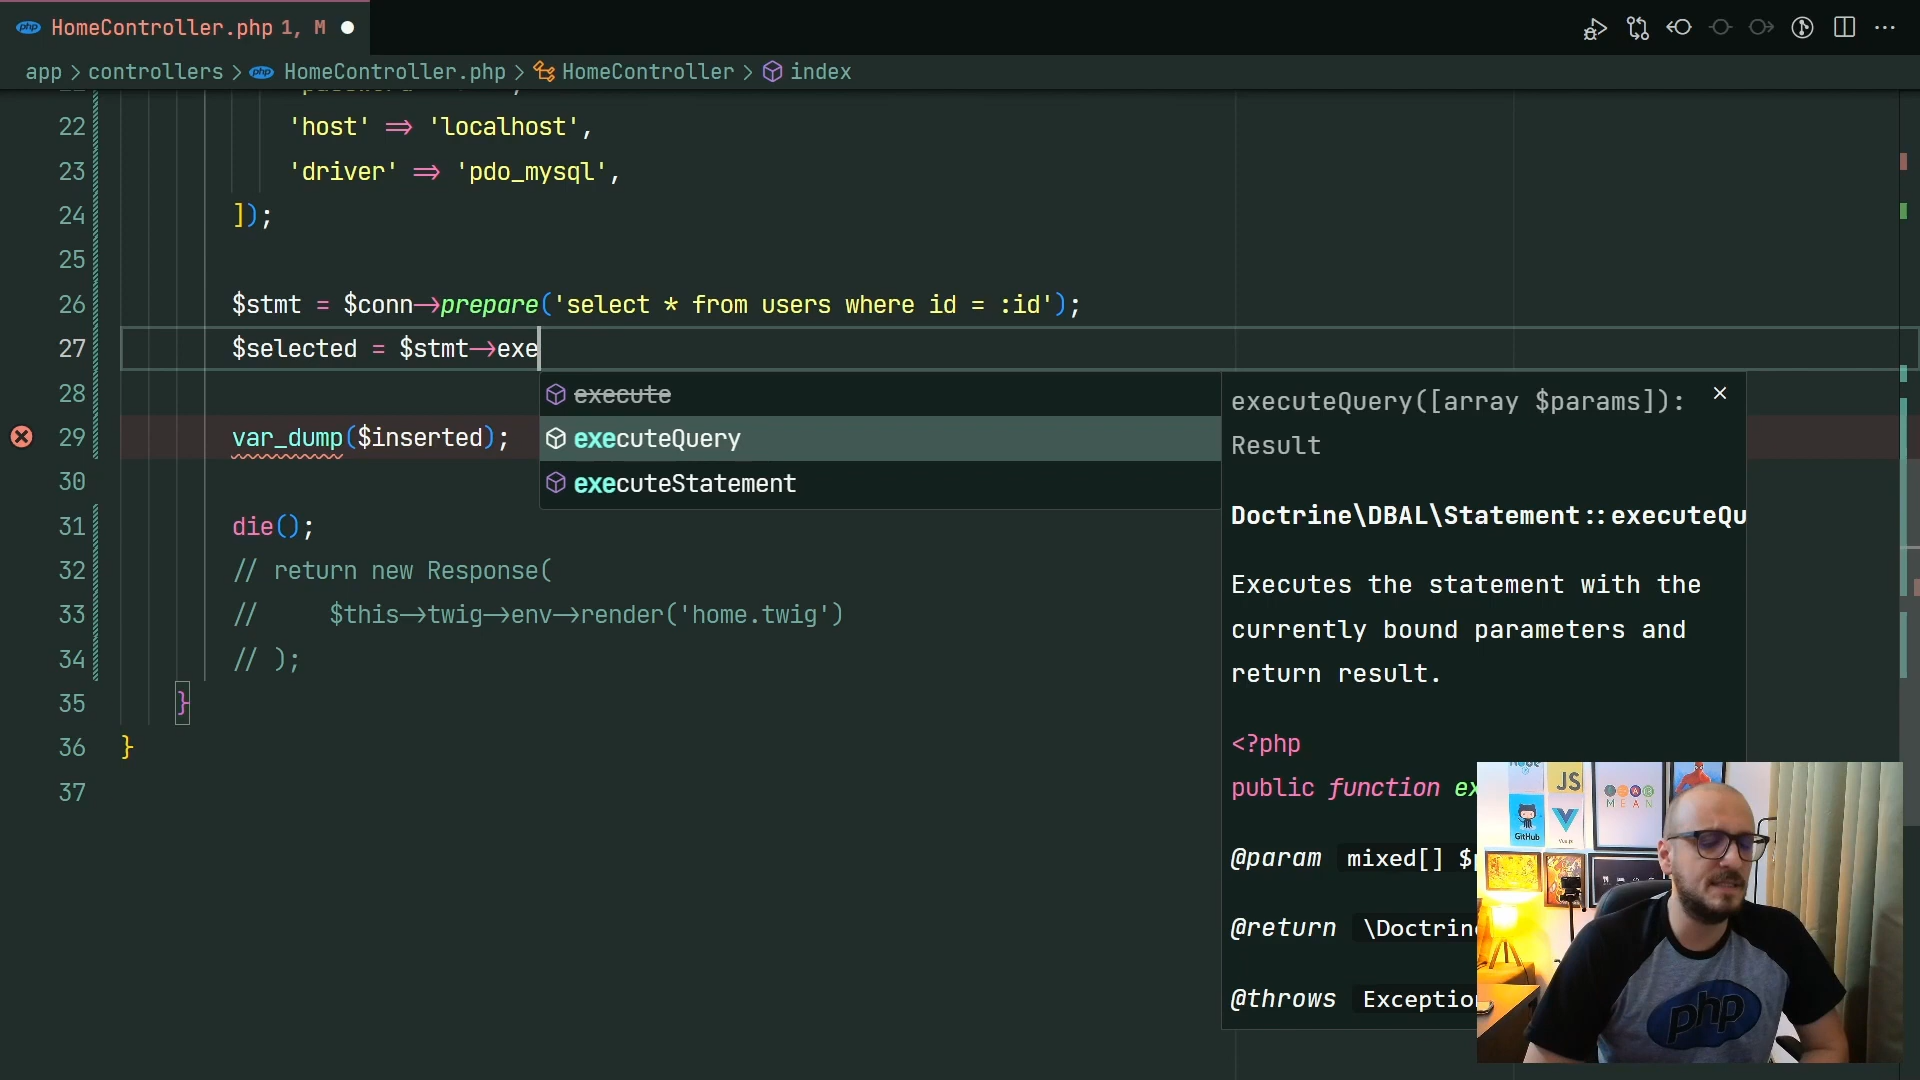 HomeController.php 1, M
app > controllers > HomeController.php > HomeController > index
22 'host' => 'localhost',
23 'driver' => 'pdo_mysql',
24 ]);
25
26 $stmt = $conn->prepare('select * from users where id = :id');
27 $selected = $stmt->exe
28
29 var_dump($inserted);
30
31 die();
32 // return new Response(
33 // $this->twig->env->render('home.twig')
34 // );
35 }
36 }
37
execute
executeQuery
executeStatement
executeQuery([array $params]):
Result
Doctrine\DBAL\Statement::executeQu
Executes the statement with the
currently bound parameters and
return result.
<?php
public function ex
@param mixed[] $p
@return \Doctrin
@throws Exception
JS
MEAN
GitHub
php